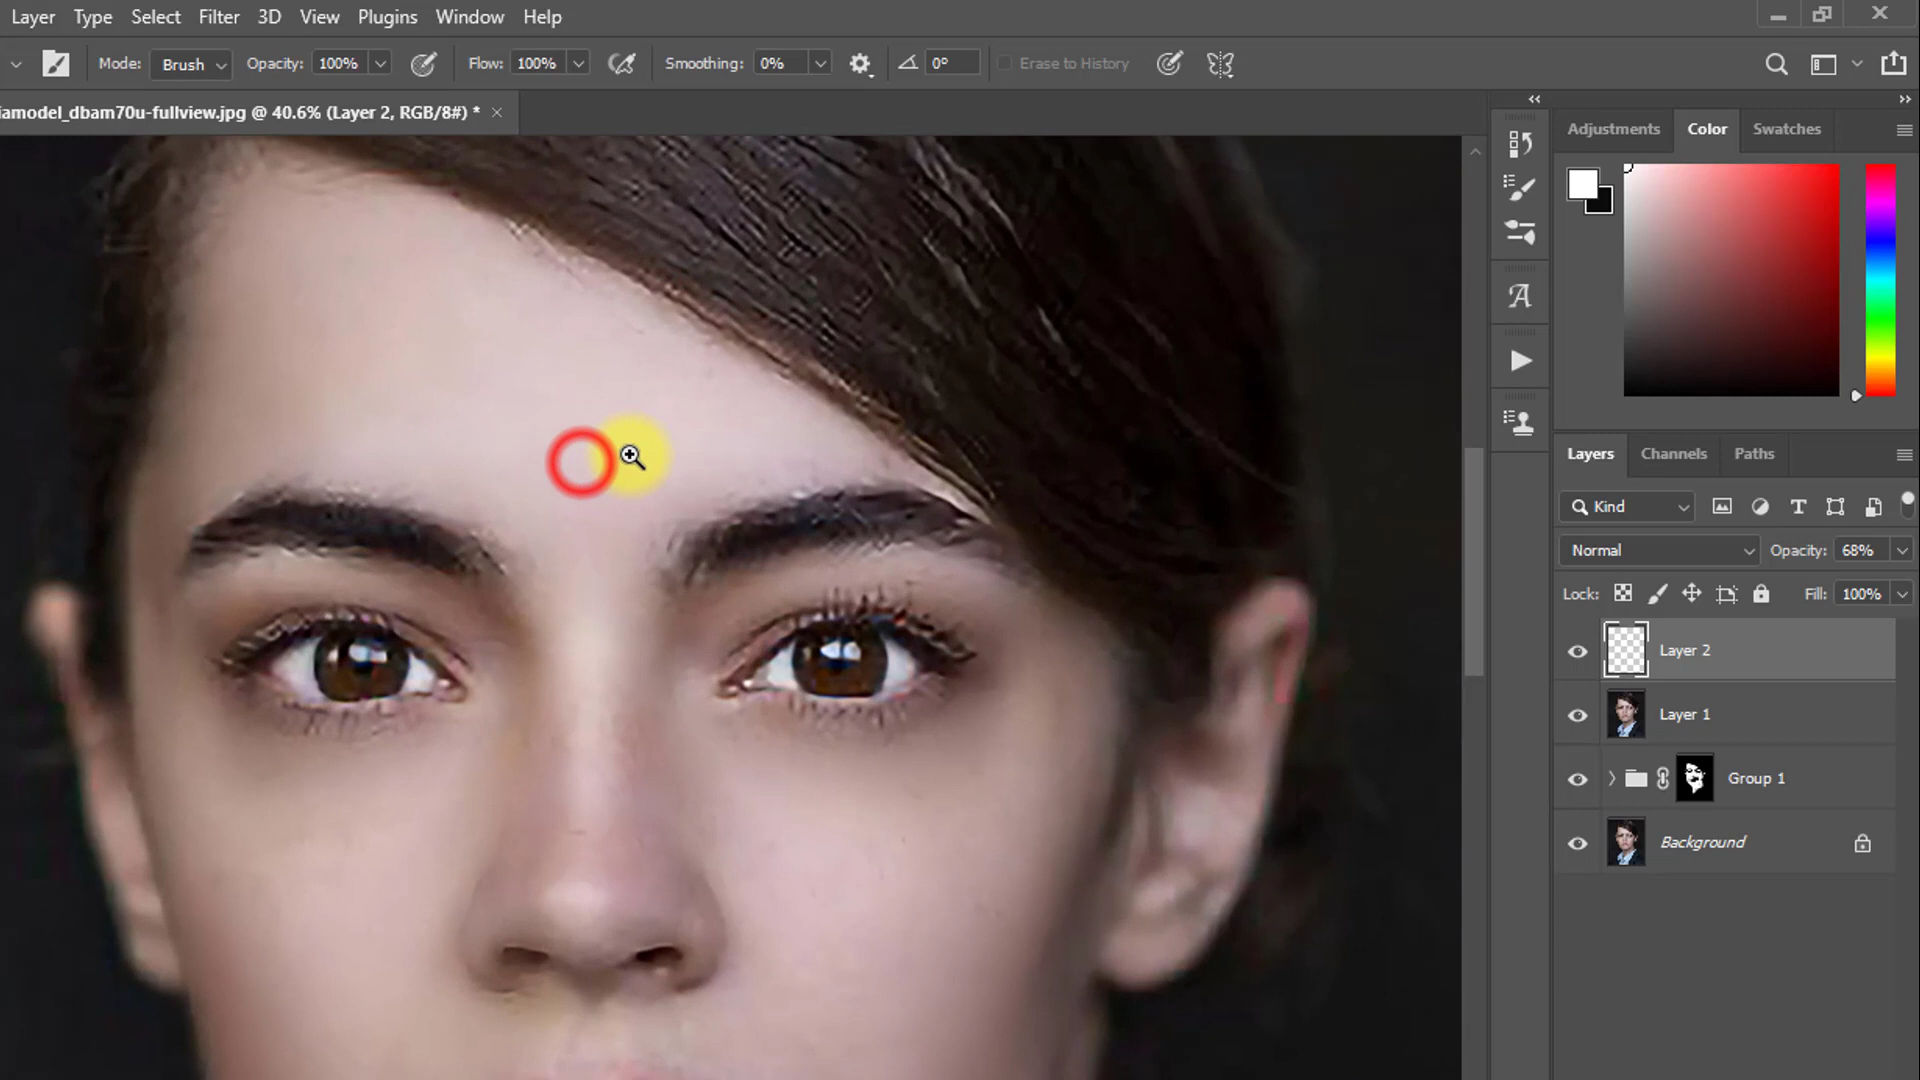 Layer Type Select Filter 3D View Plugins Window Help
Mode: Brush Opacity: 100% Flow: 100% Smoothing: 0% 0° Erase to History
iamodel_dbam70u-fullview.jpg @ 40.6% (Layer 2, RGB/8#) * ×
Adjustments Color Swatches
A
Layers Channels Paths
Kind
Normal Opacity: 68%
Lock: Fill: 100%
Layer 2
Layer 1
Group 1
Background